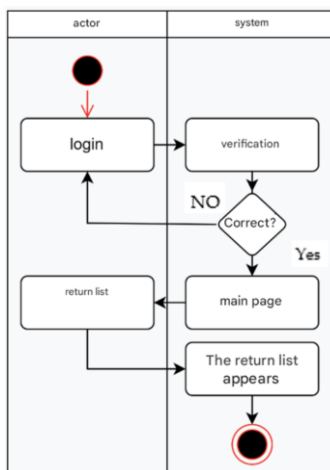 actor
system
login
verification
NO
Correct?
Yes
return list
main page
The return list
appears